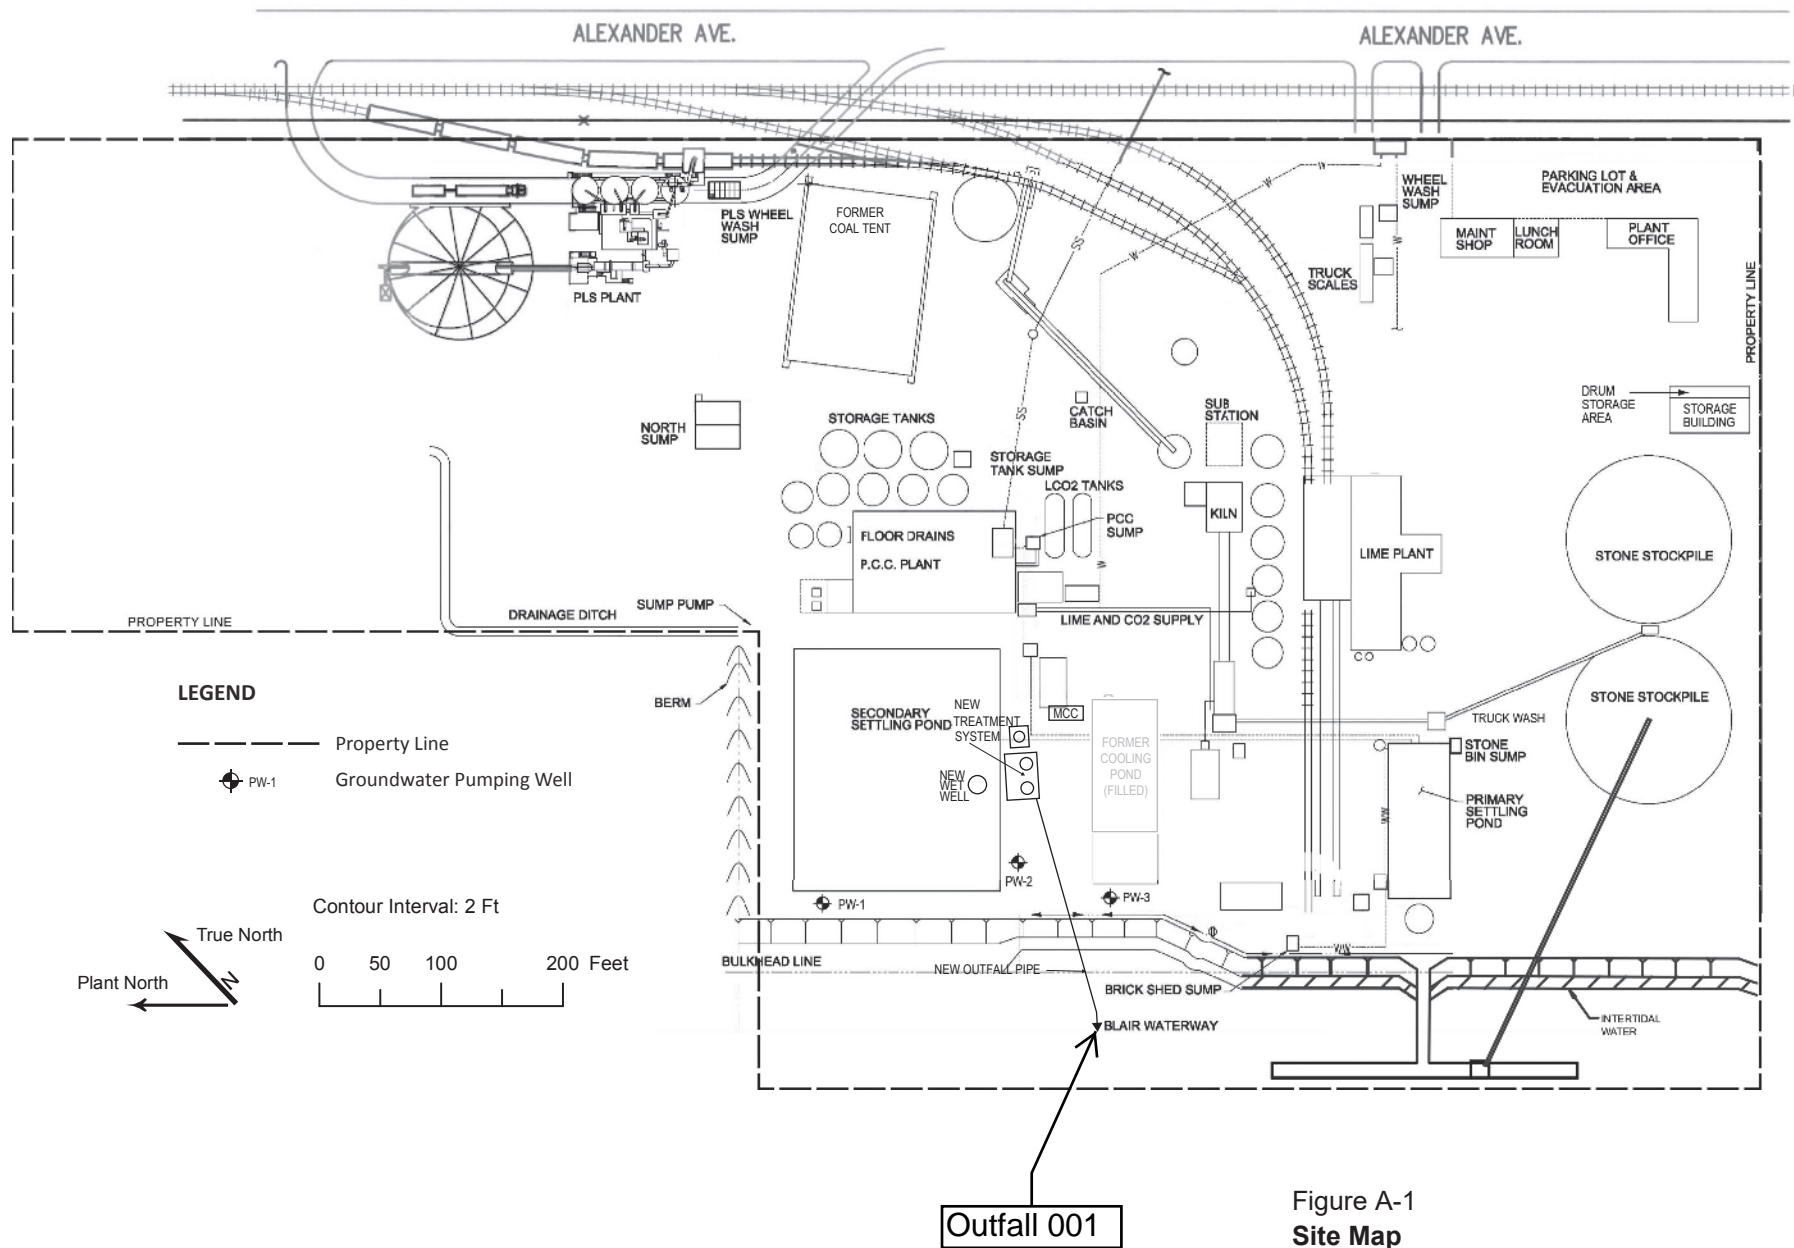 ALEXANDER AVE.
ALEXANDER AVE.
WHEEL
WASH
SUMP
PARKING LOT &
EVACUATION AREA
PLS WHEEL
WASH
SUMP
FORMER
COAL TENT
MAINT
SHOP
LUNCH
ROOM
PLANT
OFFICE
PLS PLANT
TRUCK
SCALES
PROPERTY LINE
W
W
W
W
SS
SS
DRUM
STORAGE
AREA
STORAGE
BUILDING
NORTH
SUMP
STORAGE TANKS
CATCH
BASIN
SUB
STATION
STORAGE
TANK SUMP
LCO2 TANKS
PCC
SUMP
KILN
FLOOR DRAINS
P.C.C. PLANT
LIME PLANT
STONE STOCKPILE
W
PROPERTY LINE
DRAINAGE DITCH
SUMP PUMP
LIME AND CO2 SUPPLY
LEGEND
Property Line
PW-1
Groundwater Pumping Well
BERM
SECONDARY
SETTLING POND
NEW
TREATMENT
SYSTEM
MCC
NEW
WET
WELL
FORMER
COOLING
POND
(FILLED)
STONE STOCKPILE
TRUCK WASH
STONE
BIN SUMP
PRIMARY
SETTLING
POND
WW
PW-1
PW-2
PW-3
Contour Interval: 2 Ft
True North
N
Plant North
0 50 100 200 Feet
BULKHEAD LINE
NEW OUTFALL PIPE
BRICK SHED SUMP
BLAIR WATERWAY
INTERTIDAL
WATER
Outfall 001
Figure A-1
Site Map